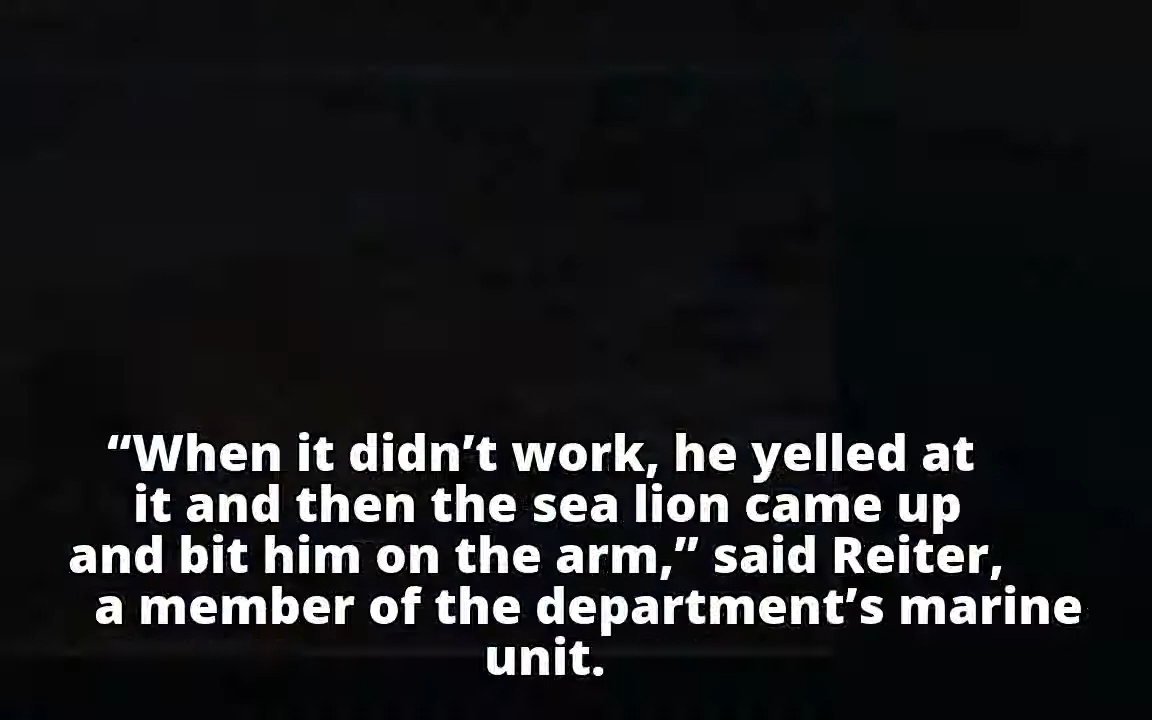 “When it didn’t work, he yelled at
it and then the sea lion came up
and bit him on the arm,” said Reiter,
a member of the department’s marine
unit.